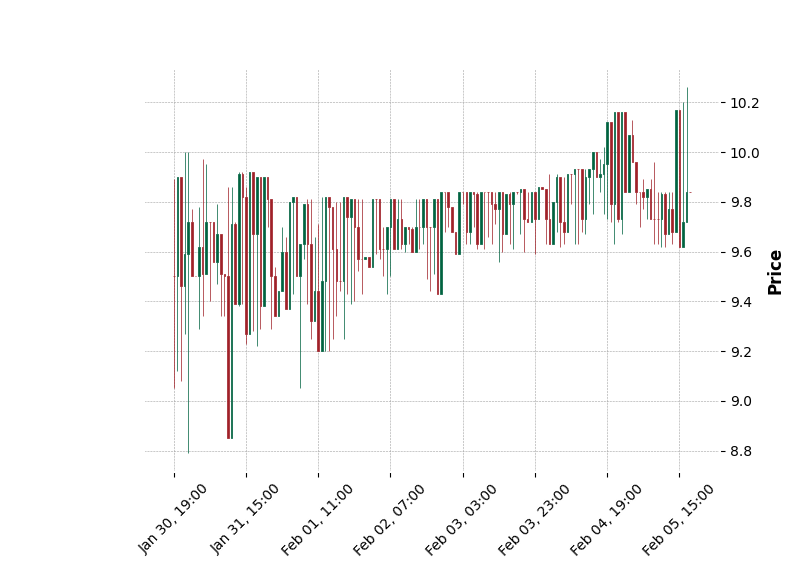 10.2
10.0
9.8
9.6
9.4
9.2
9.0
8.8
Price
Jan 30, 19:00
Jan 31, 15:00
Feb 01, 11:00
Feb 02, 07:00
Feb 03, 03:00
Feb 03, 23:00
Feb 04, 19:00
Feb 05, 15:00